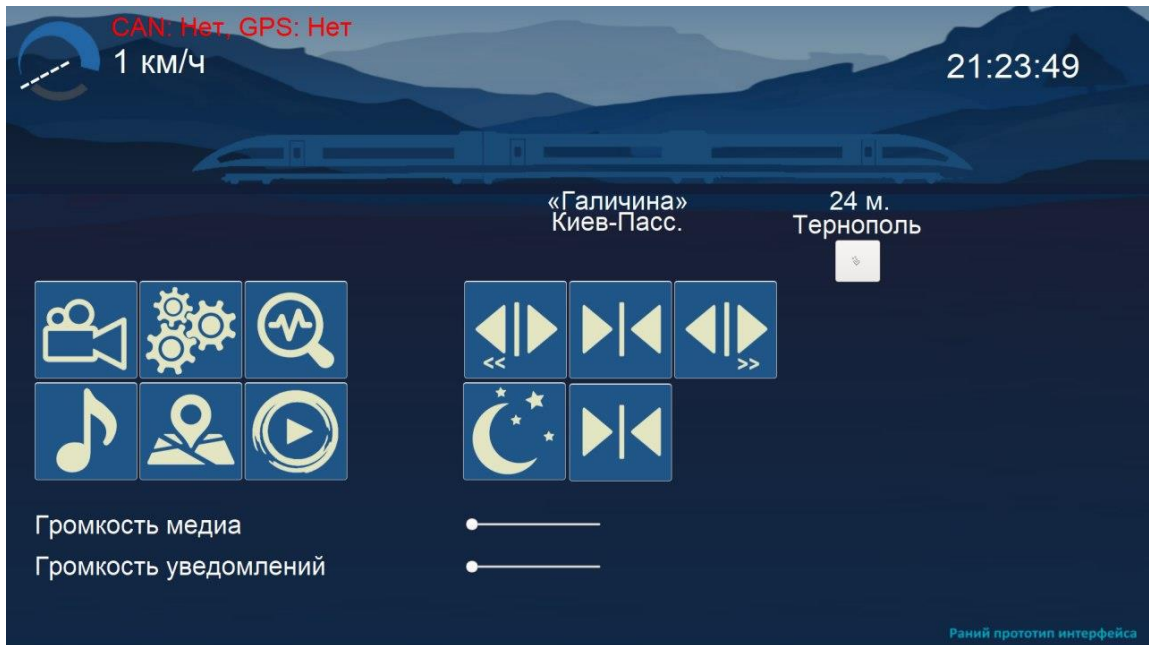 CAN: Нет, GPS: Нет
1 км/ч
21:23:49
«Галичина»
Киев-Пасс.
24 м.
Тернополь
<<
>>
Громкость медиа
Громкость уведомлений
Раний прототип интерфейса